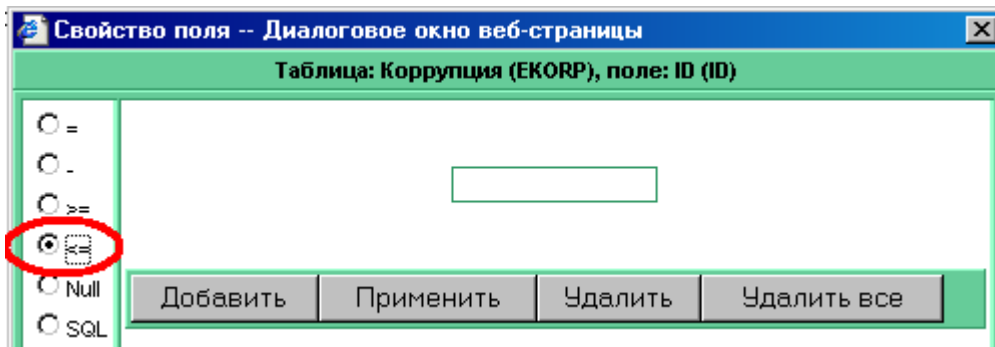 Свойство поля -- Диалоговое окно веб-страницы
Таблица: Коррупция (EKORP), поле: ID (ID)
=
-
>=
<=
Null
SQL
Добавить Применить Удалить Удалить все